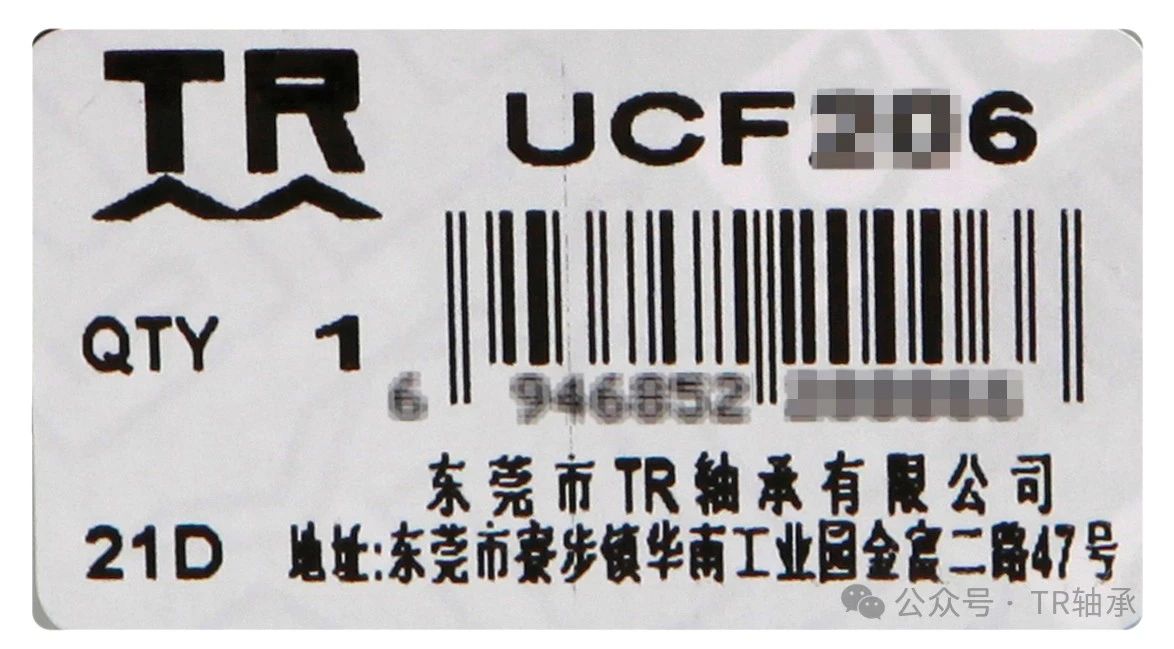 TR
UCF206
QTY 1
6 946852
东莞市TR轴承有限公司
21D 地址:东莞市寮步镇华南工业园金富二路47号
公众号·TR轴承